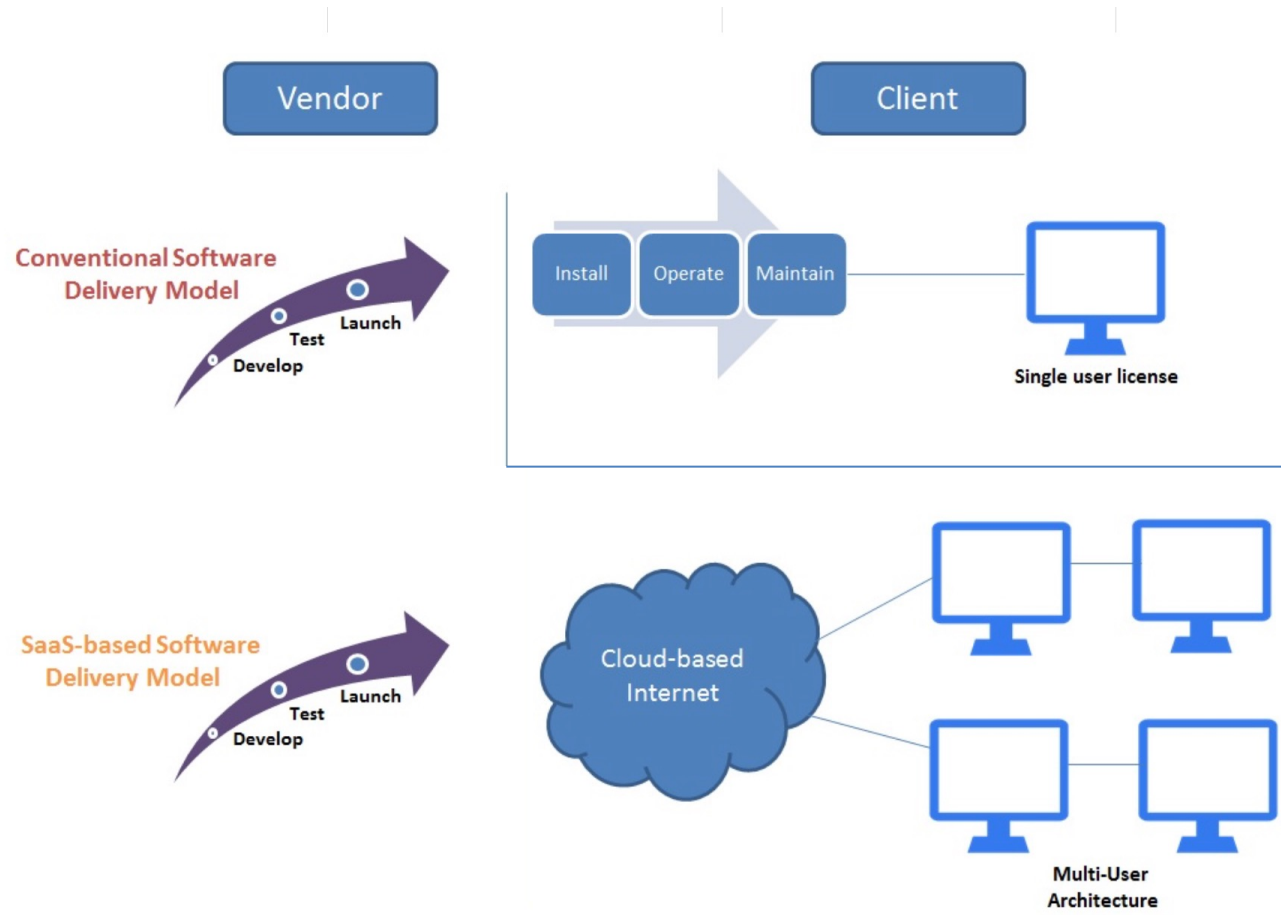 Vendor
Client
Conventional Software
Delivery Model
Develop
Test
Launch
Install
Operate
Maintain
Single user license
SaaS-based Software
Delivery Model
Develop
Test
Launch
Cloud-based
Internet
Multi-User
Architecture